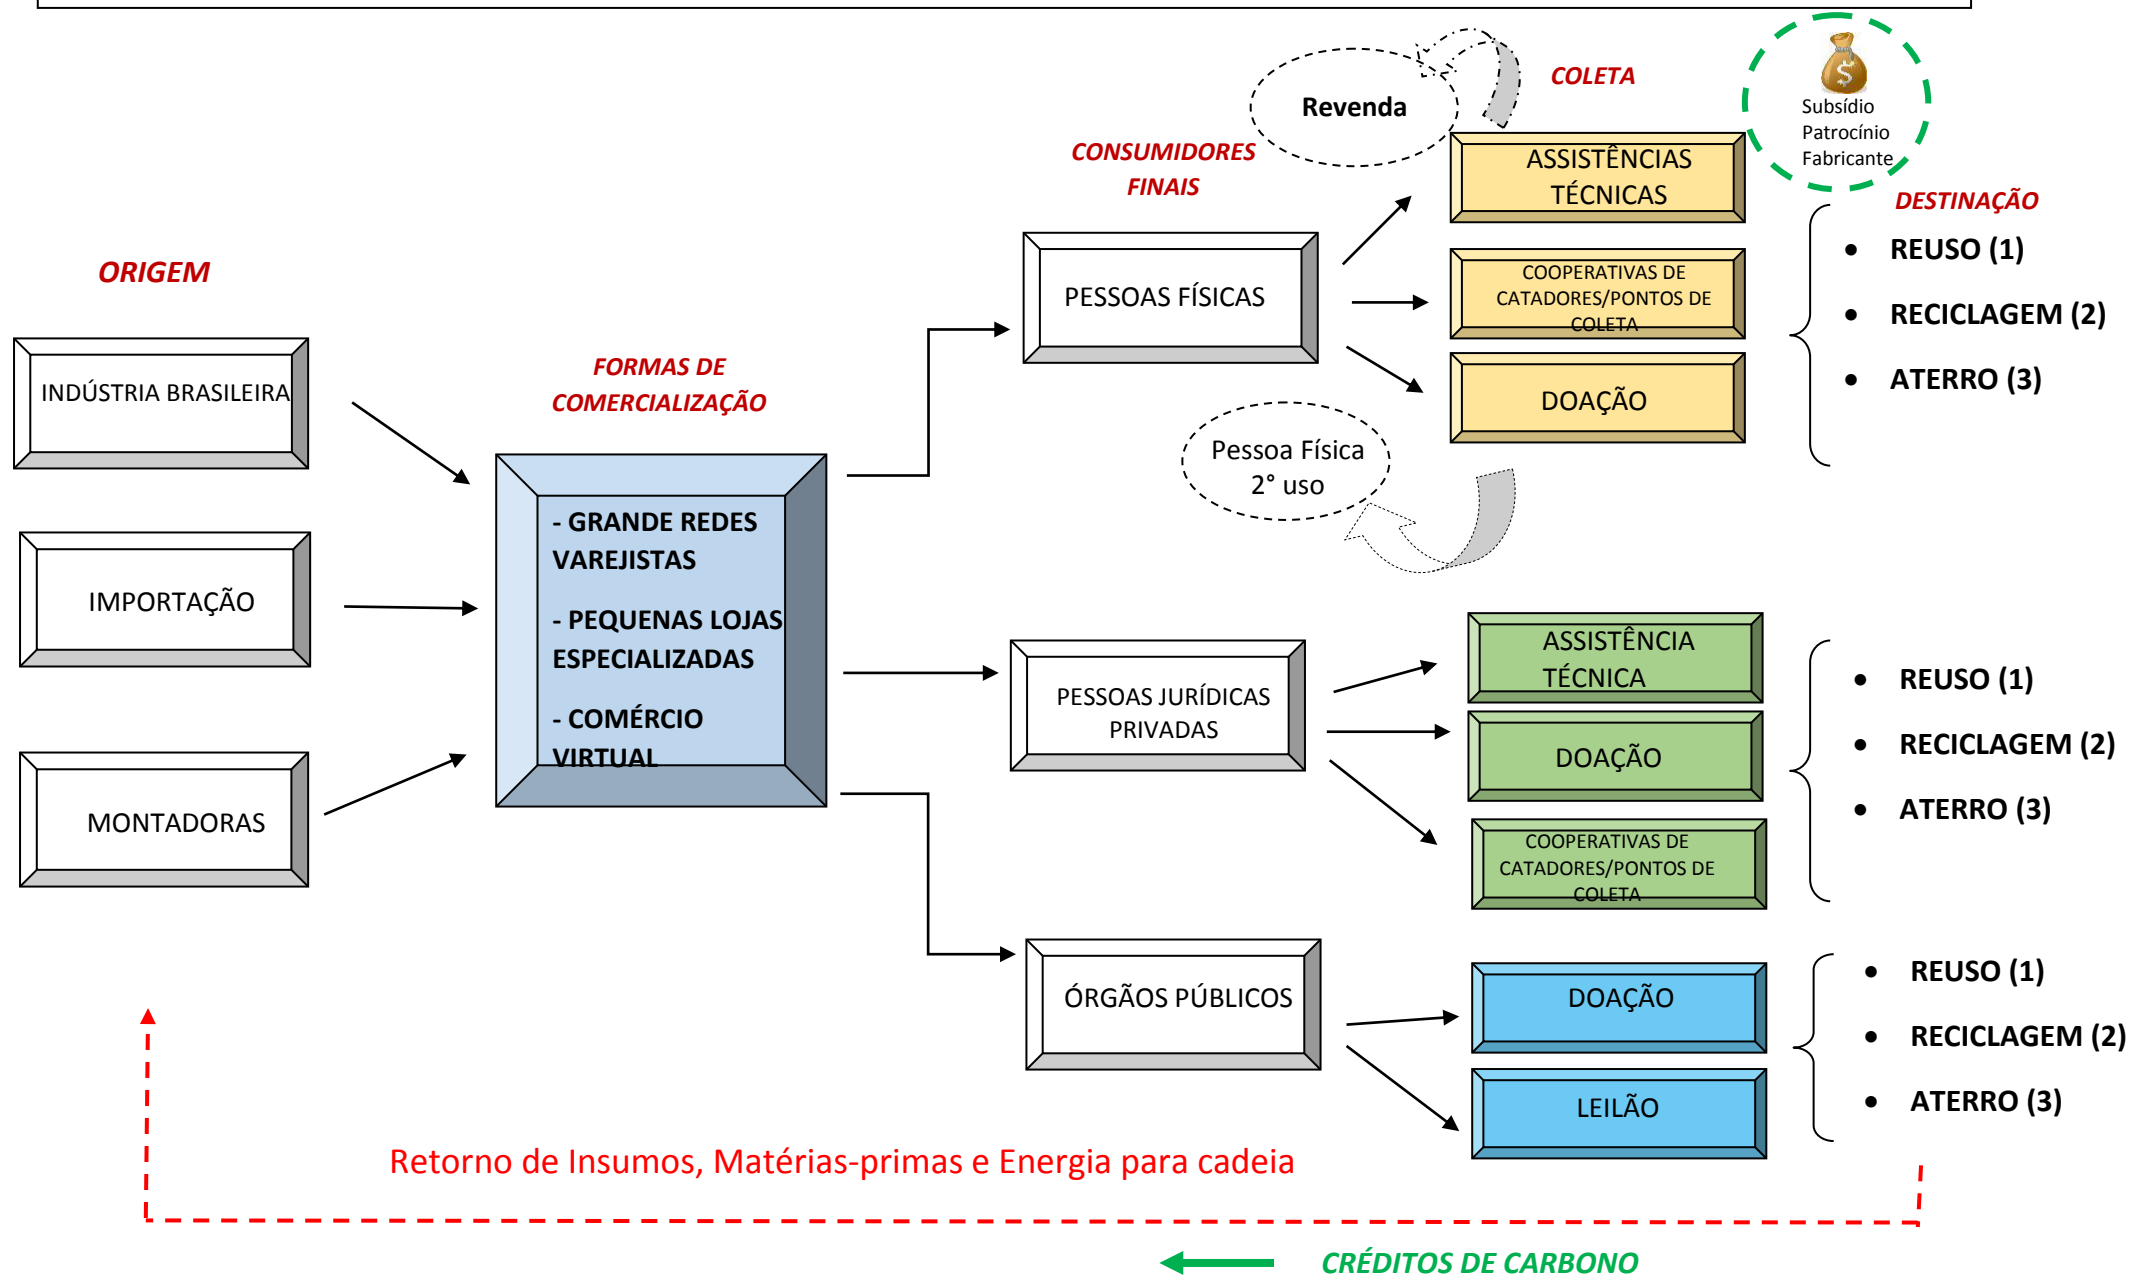 Revenda
COLETA
Subsídio
Patrocínio
Fabricante
CONSUMIDORES
FINAIS
ASSISTÊNCIAS
TÉCNICAS
DESTINAÇÃO
ORIGEM
PESSOAS FÍSICAS
COOPERATIVAS DE
CATADORES/PONTOS DE
COLETA
DOAÇÃO
• REUSO (1)
• RECICLAGEM (2)
• ATERRO (3)
INDÚSTRIA BRASILEIRA
FORMAS DE
COMERCIALIZAÇÃO
Pessoa Física
2° uso
- GRANDE REDES
VAREJISTAS
- PEQUENAS LOJAS
ESPECIALIZADAS
- COMÉRCIO
VIRTUAL
IMPORTAÇÃO
MONTADORAS
PESSOAS JURÍDICAS
PRIVADAS
ASSISTÊNCIA
TÉCNICA
DOAÇÃO
COOPERATIVAS DE
CATADORES/PONTOS DE
COLETA
• REUSO (1)
• RECICLAGEM (2)
• ATERRO (3)
ÓRGÃOS PÚBLICOS
DOAÇÃO
LEILÃO
• REUSO (1)
• RECICLAGEM (2)
• ATERRO (3)
Retorno de Insumos, Matérias-primas e Energia para cadeia
CRÉDITOS DE CARBONO